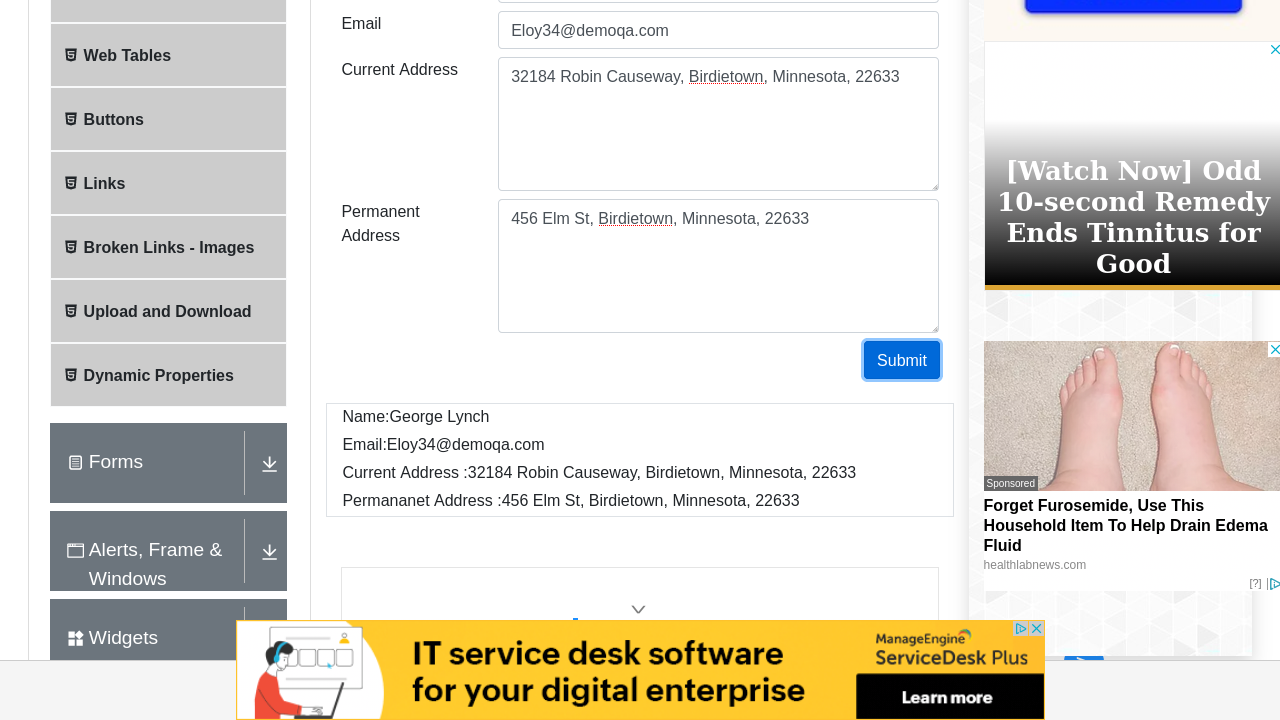 Email
Eloy34@demoqa.com
Current Address
32184 Robin Causeway, Birdietown, Minnesota, 22633
Permanent
Address
456 Elm St, Birdietown, Minnesota, 22633
Submit
Name:George Lynch
Email:Eloy34@demoqa.com
Current Address :32184 Robin Causeway, Birdietown, Minnesota, 22633
Permananet Address :456 Elm St, Birdietown, Minnesota, 22633
Web Tables
Buttons
Links
Broken Links - Images
Upload and Download
Dynamic Properties
Forms
Alerts, Frame &
Windows
Widgets
[Watch Now] Odd
10-second Remedy
Ends Tinnitus for
Good
Sponsored
Forget Furosemide, Use This
Household Item To Help Drain Edema
Fluid
healthlabnews.com
[?]
IT service desk software
for your digital enterprise
ManageEngine
ServiceDesk Plus
Learn more